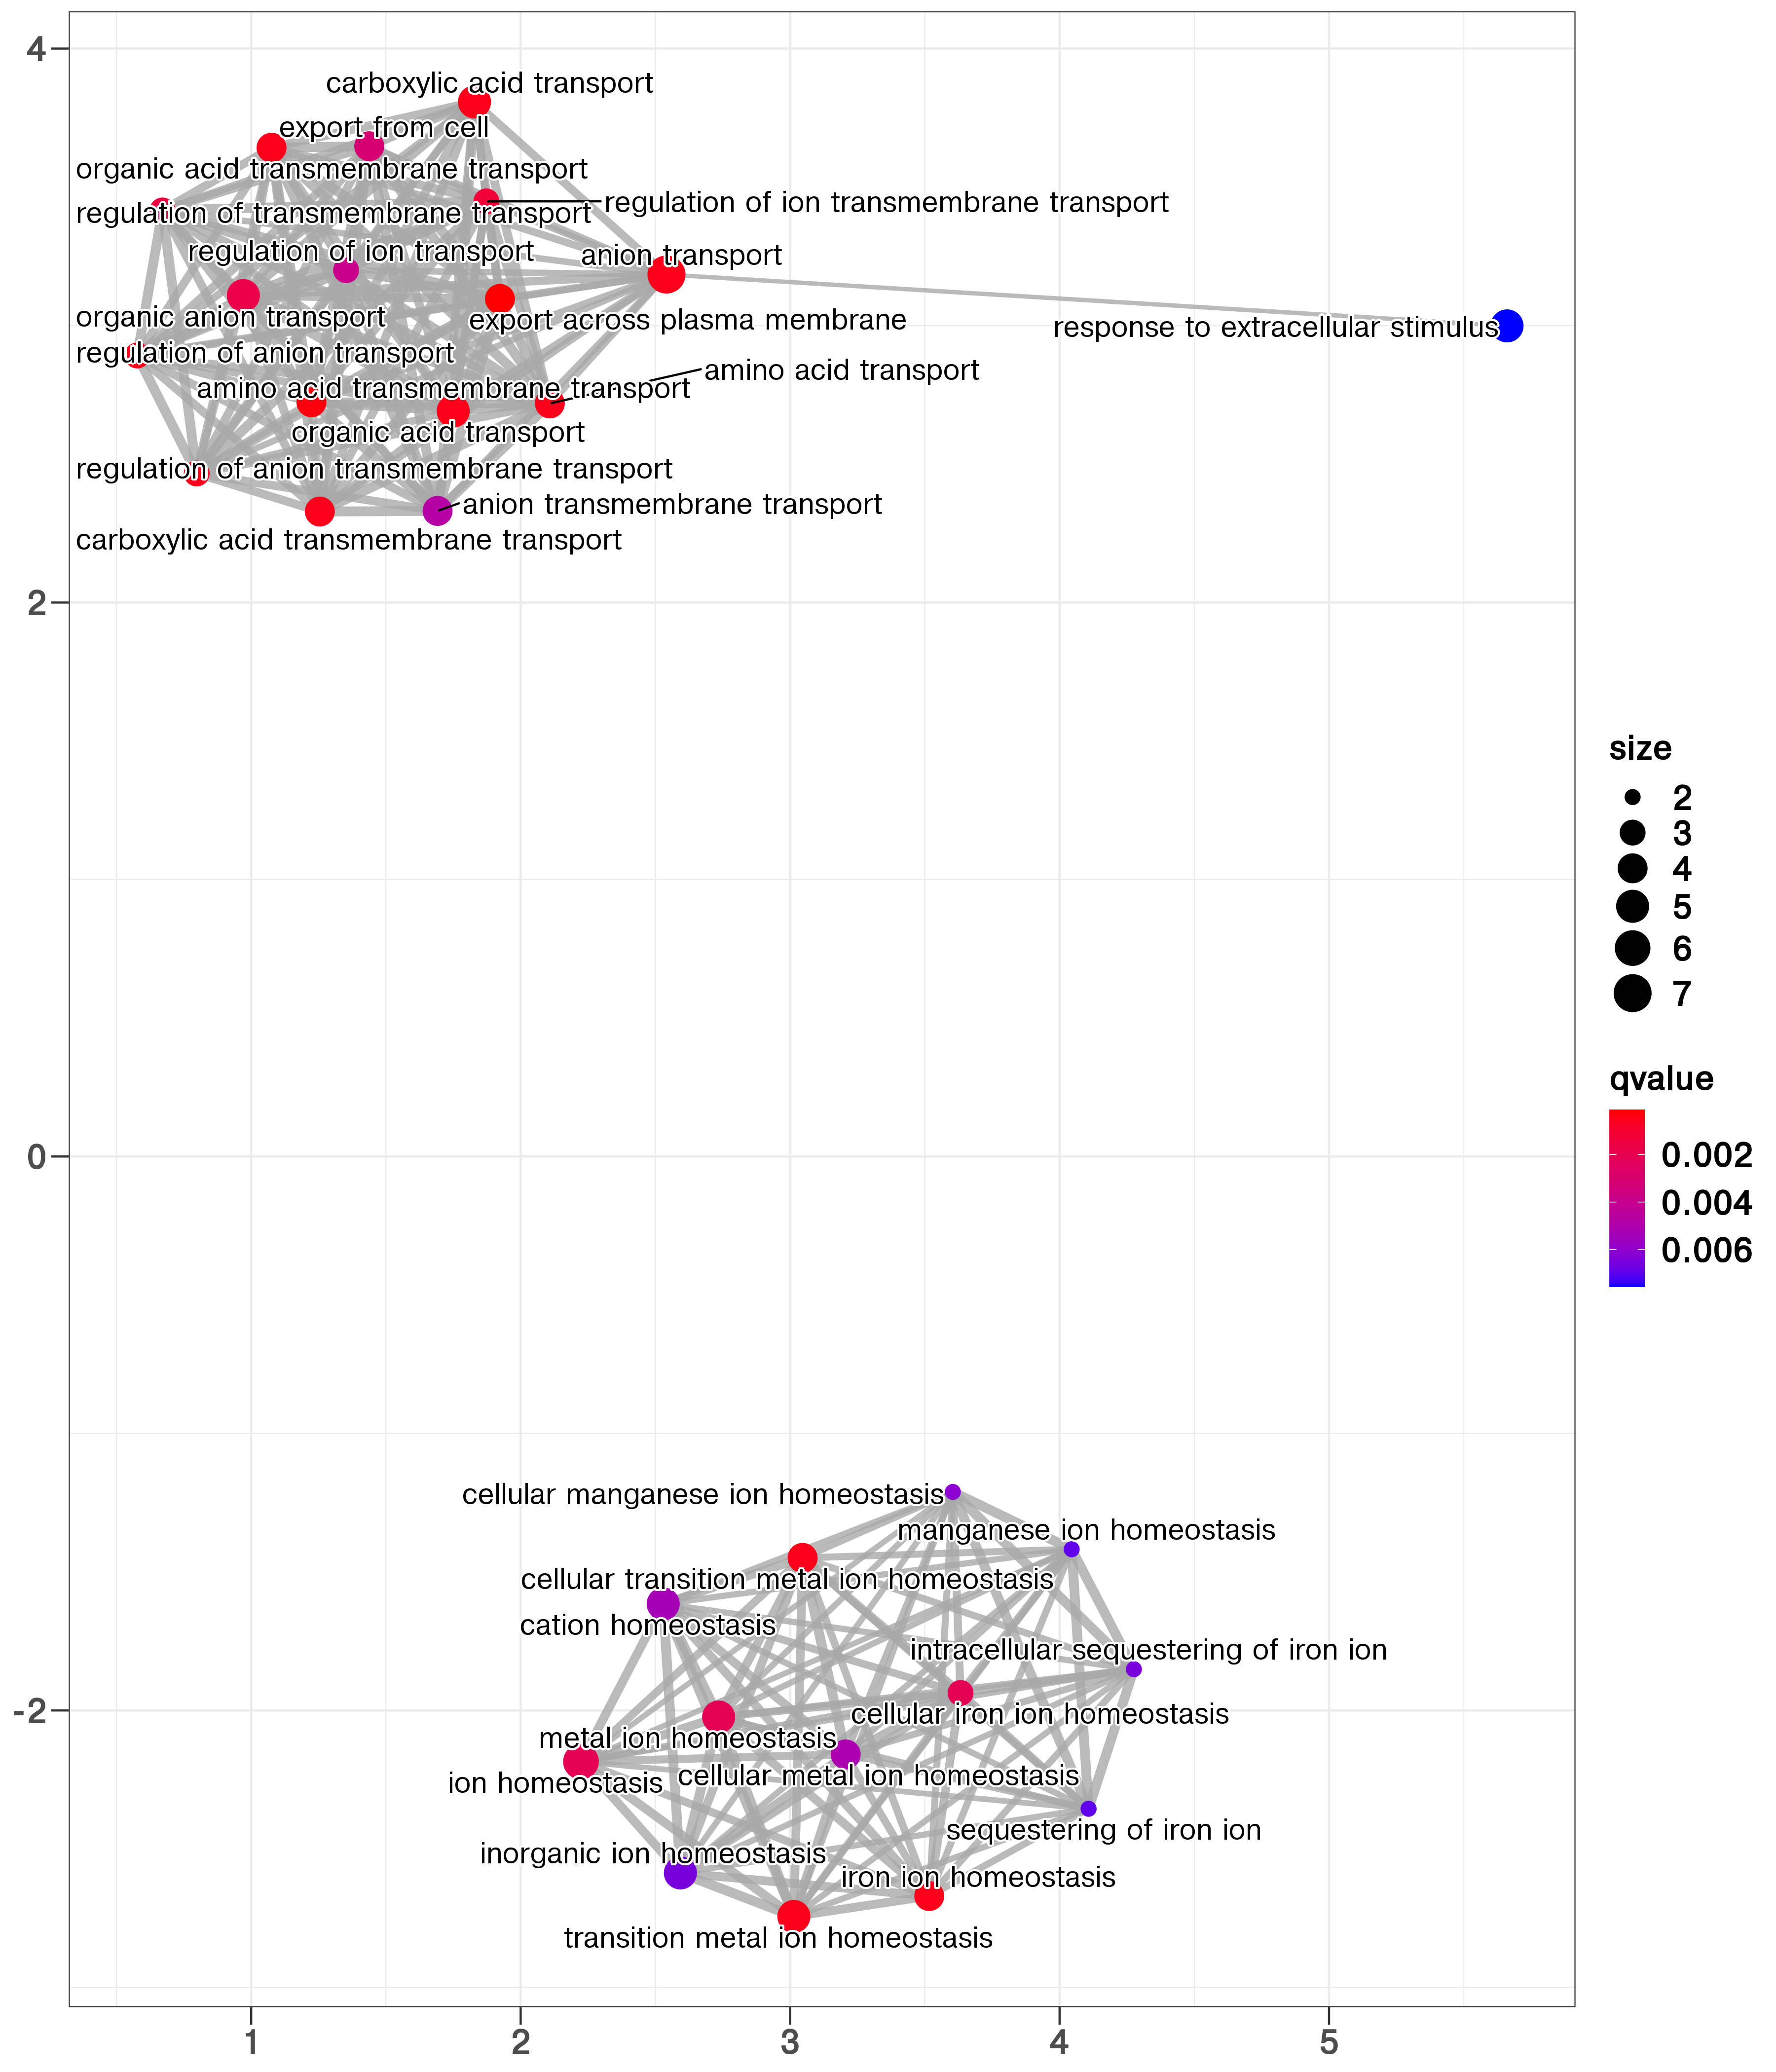 4
carboxylic acid transport
export from cell
organic acid transmembrane transport
regulation of ion transmembrane transport
regulation of transmembrane transport
regulation of ion transport
anion transport
organic anion transport
export across plasma membrane
response to extracellular stimulus
regulation of anion transport
amino acid transport
amino acid transmembrane transport
organic acid transport
regulation of anion transmembrane transport
anion transmembrane transport
carboxylic acid transmembrane transport
2
size
2
3
4
5
6
7
qvalue
0.002
0.004
0.006
0
cellular manganese ion homeostasis
manganese ion homeostasis
cellular transition metal ion homeostasis
cation homeostasis
intracellular sequestering of iron ion
-2
cellular iron ion homeostasis
metal ion homeostasis
cellular metal ion homeostasis
ion homeostasis
sequestering of iron ion
inorganic ion homeostasis
iron ion homeostasis
transition metal ion homeostasis
1 2 3 4 5